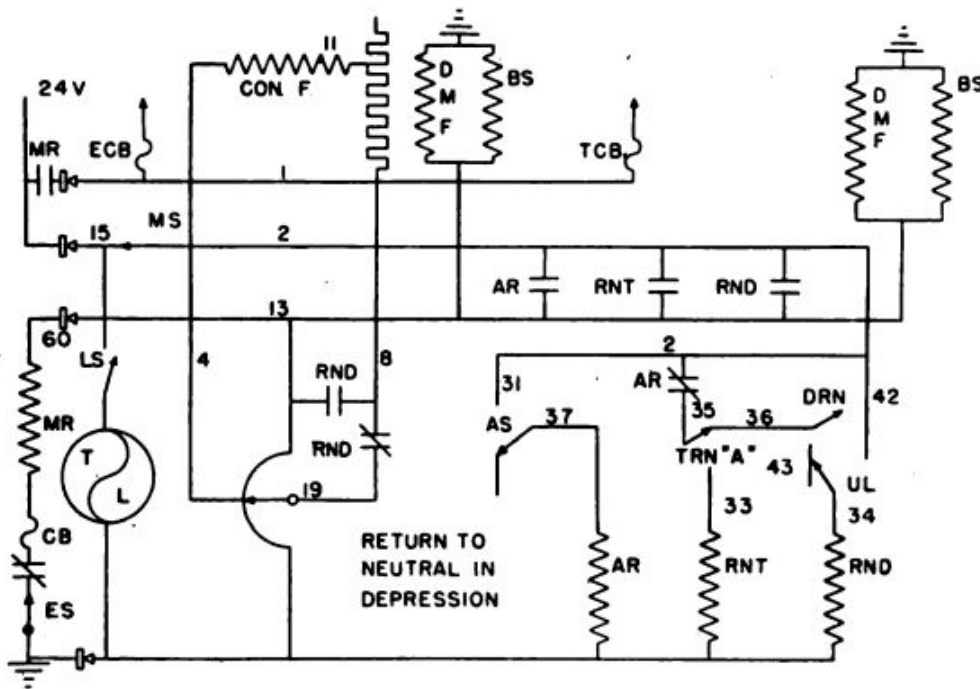 11
CON. F.
D M F
BS
D M F
BS
24V
MR
ECB
TCB
1
MS
15
2
AR
RNT
RND
13
60
LS
4
8
2
RND
31
AR
DRN
42
MR
AS
37
35
36
T
RND
TRN "A"
L
43
UL
19
33
34
CB
RETURN TO
NEUTRAL IN
DEPRESSION
AR
RNT
RND
ES